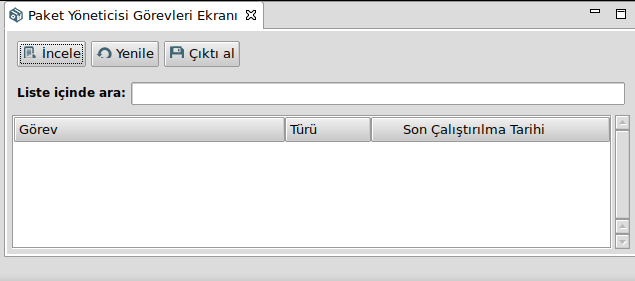 Paket Yöneticisi Görevleri Ekranı
İncele Yenile Çıktı al
Liste içinde ara:
Görev Türü Son Çalıştırılma Tarihi